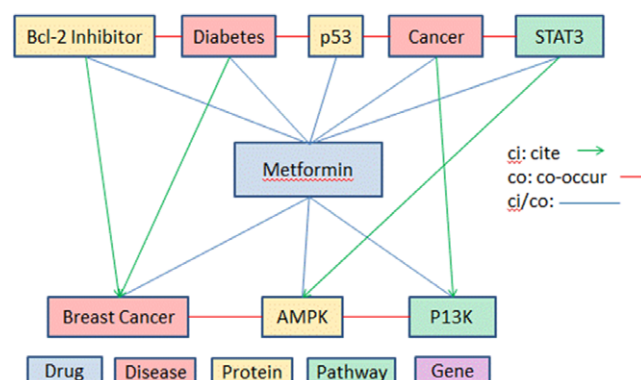 Bcl-2 Inhibitor Diabetes p53 Cancer STAT3
Metformin
ci: cite
co: co-occur
ci/co:
Breast Cancer AMPK P13K
Drug Disease Protein Pathway Gene